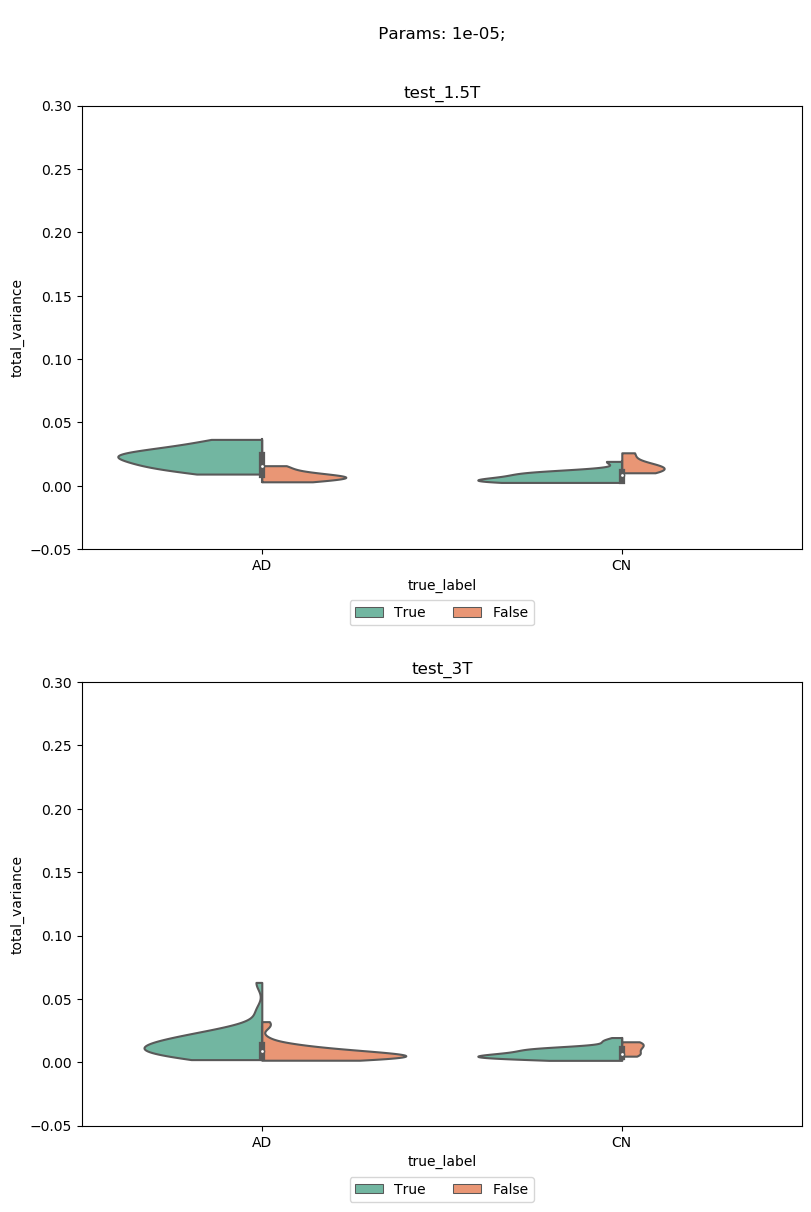 Params: 1e-05;
test_1.5T
0.30
0.25
0.20
0.15
0.10
0.05
0.00
−0.05
total_variance
AD CN
true_label
True False
test_3T
0.30
0.25
0.20
0.15
0.10
0.05
0.00
−0.05
total_variance
AD CN
true_label
True False